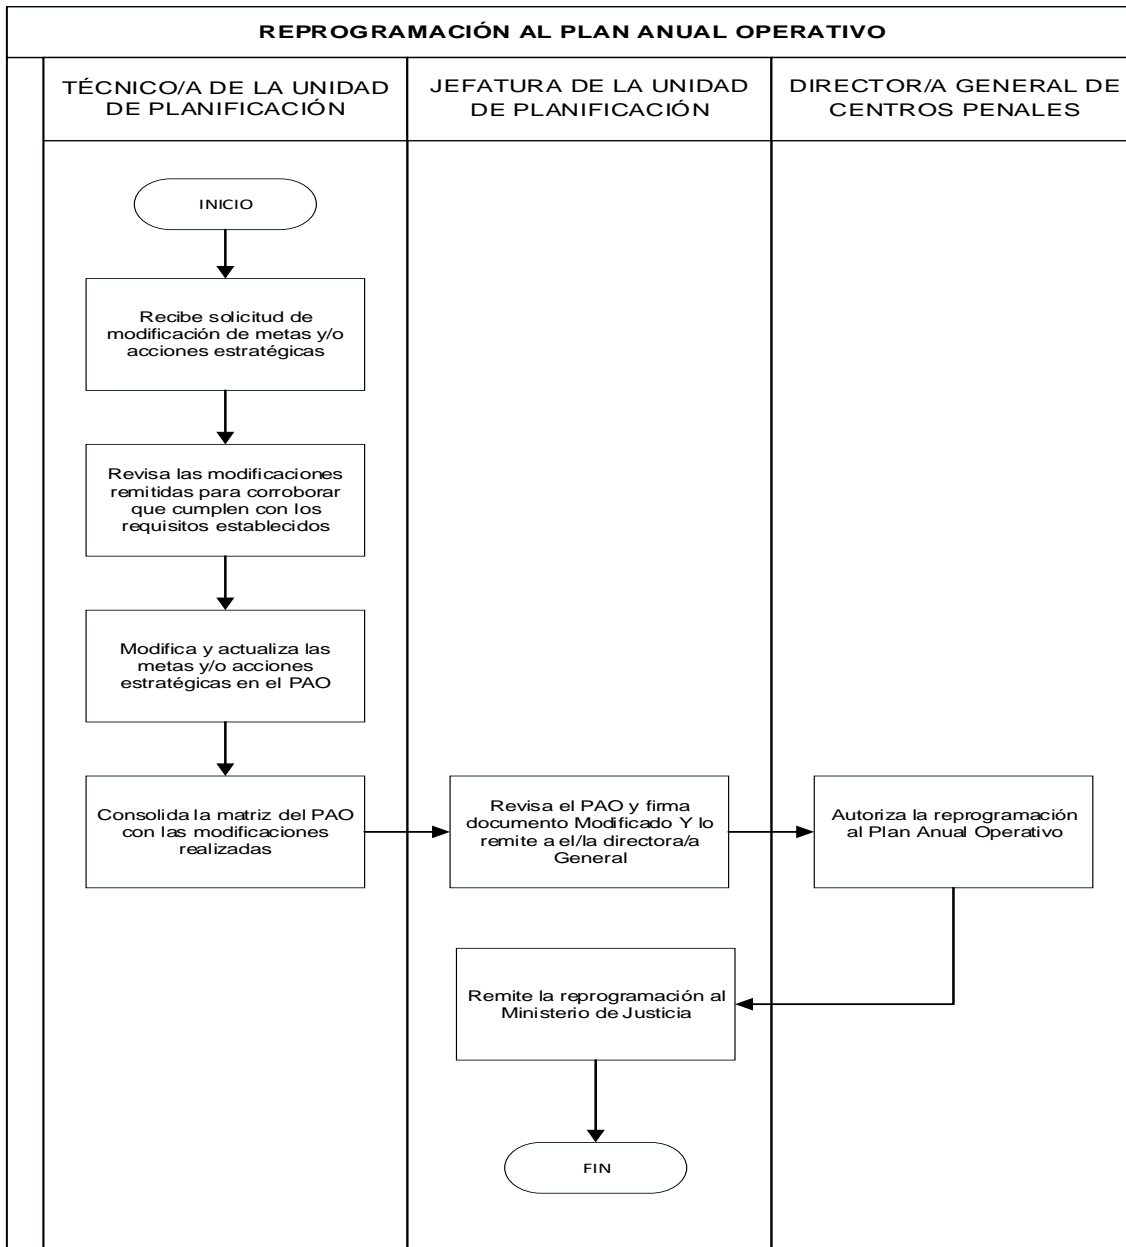 REPROGRAMACIÓN AL PLAN ANUAL OPERATIVO
TÉCNICO/A DE LA UNIDAD
DE PLANIFICACIÓN
JEFATURA DE LA UNIDAD
DE PLANIFICACIÓN
DIRECTOR/A GENERAL DE
CENTROS PENALES
INICIO
Recibe solicitud de
modificación de metas y/o
acciones estratégicas
Revisa las modificaciones
remitidas para corroborar
que cumplen con los
requisitos establecidos
Modifica y actualiza las
metas y/o acciones
estratégicas en el PAO
Consolida la matriz del PAO
con las modificaciones
realizadas
Revisa el PAO y firma
documento Modificado Y lo
remite a el/la directora/a
General
Autoriza la reprogramación
al Plan Anual Operativo
Remite la reprogramación al
Ministerio de Justicia
FIN